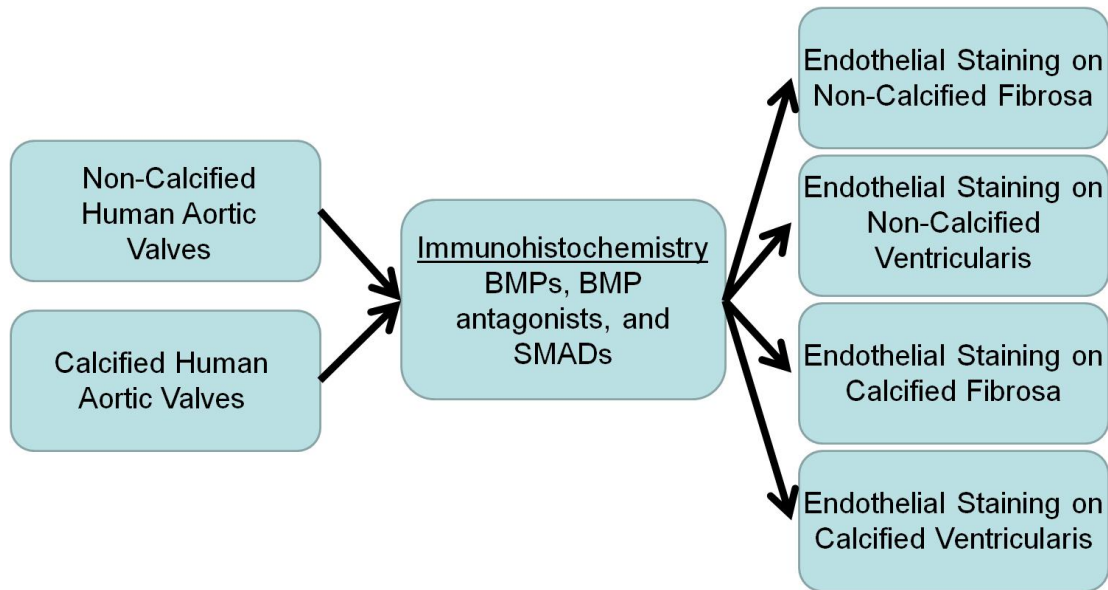 Non-Calcified
Human Aortic
Valves
Calcified Human
Aortic Valves
Immunohistochemistry
BMPs, BMP
antagonists, and
SMADs
Endothelial Staining on
Non-Calcified Fibrosa
Endothelial Staining on
Non-Calcified
Ventricularis
Endothelial Staining on
Calcified Fibrosa
Endothelial Staining on
Calcified Ventricularis